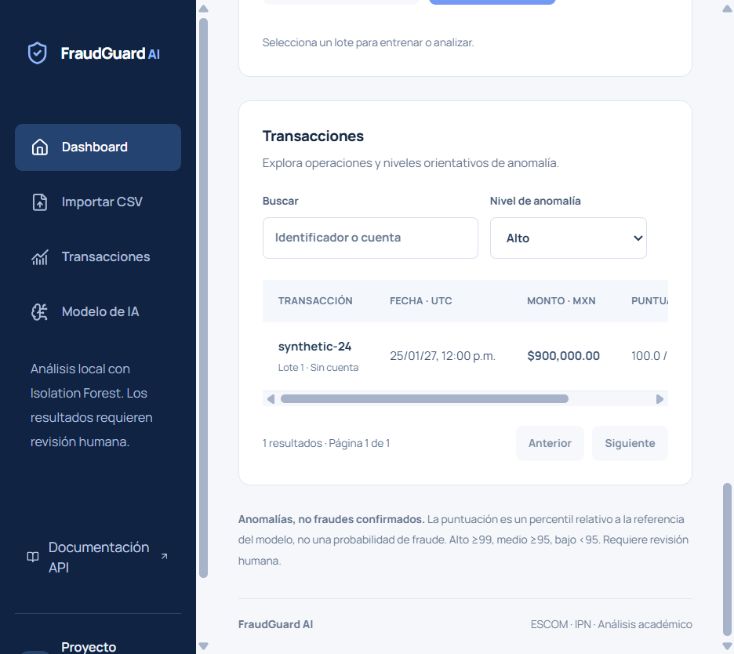 FraudGuard AI
Dashboard
Importar CSV
Transacciones
Modelo de IA
Análisis local con
Isolation Forest. Los
resultados requieren
revisión humana.
Documentación
API
Proyecto
Selecciona un lote para entrenar o analizar.
Transacciones
Explora operaciones y niveles orientativos de anomalía.
Buscar
Nivel de anomalía
Identificador o cuenta
Alto
TRANSACCIÓN FECHA · UTC MONTO · MXN
synthetic-24
Lote 1 · Sin cuenta
25/01/27, 12:00 p.m. $900,000.00 100.0 /
1 resultados · Página 1 de 1
Anterior Siguiente
Anomalías, no fraudes confirmados. La puntuación es un percentil relativo a la referencia
del modelo, no una probabilidad de fraude. Alto ≥99, medio ≥95, bajo <95. Requiere revisión
humana.
FraudGuard AI
ESCOM · IPN · Análisis académico